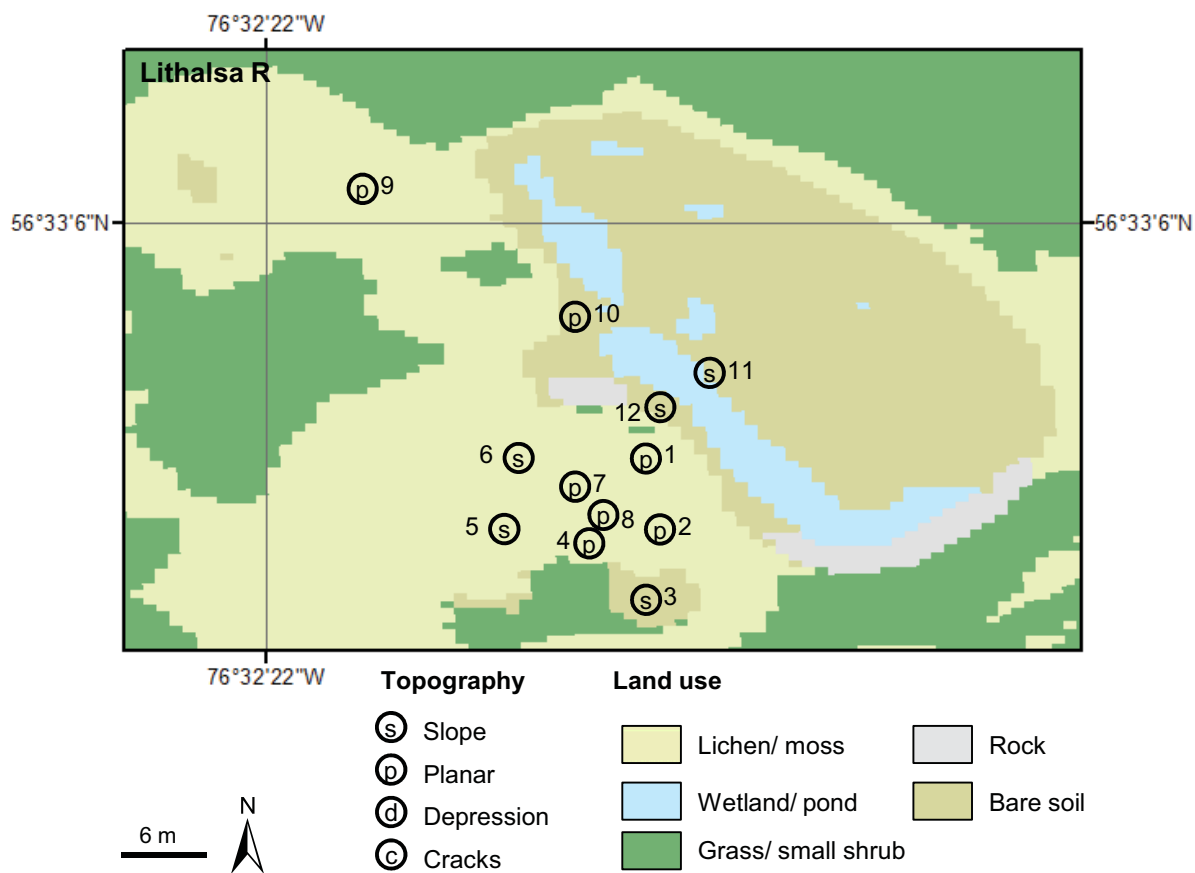 76°32'22"W
Lithalsa R
p 9
56°33'6"N
56°33'6"N
p 10
s 11
12 s
6 s
p 1
p 7
5 s
p 8
p 2
4 p
s 3
76°32'22"W
Topography
s Slope
p Planar
d Depression
c Cracks
Land use
Lichen/ moss
Wetland/ pond
Grass/ small shrub
Rock
Bare soil
6 m
N